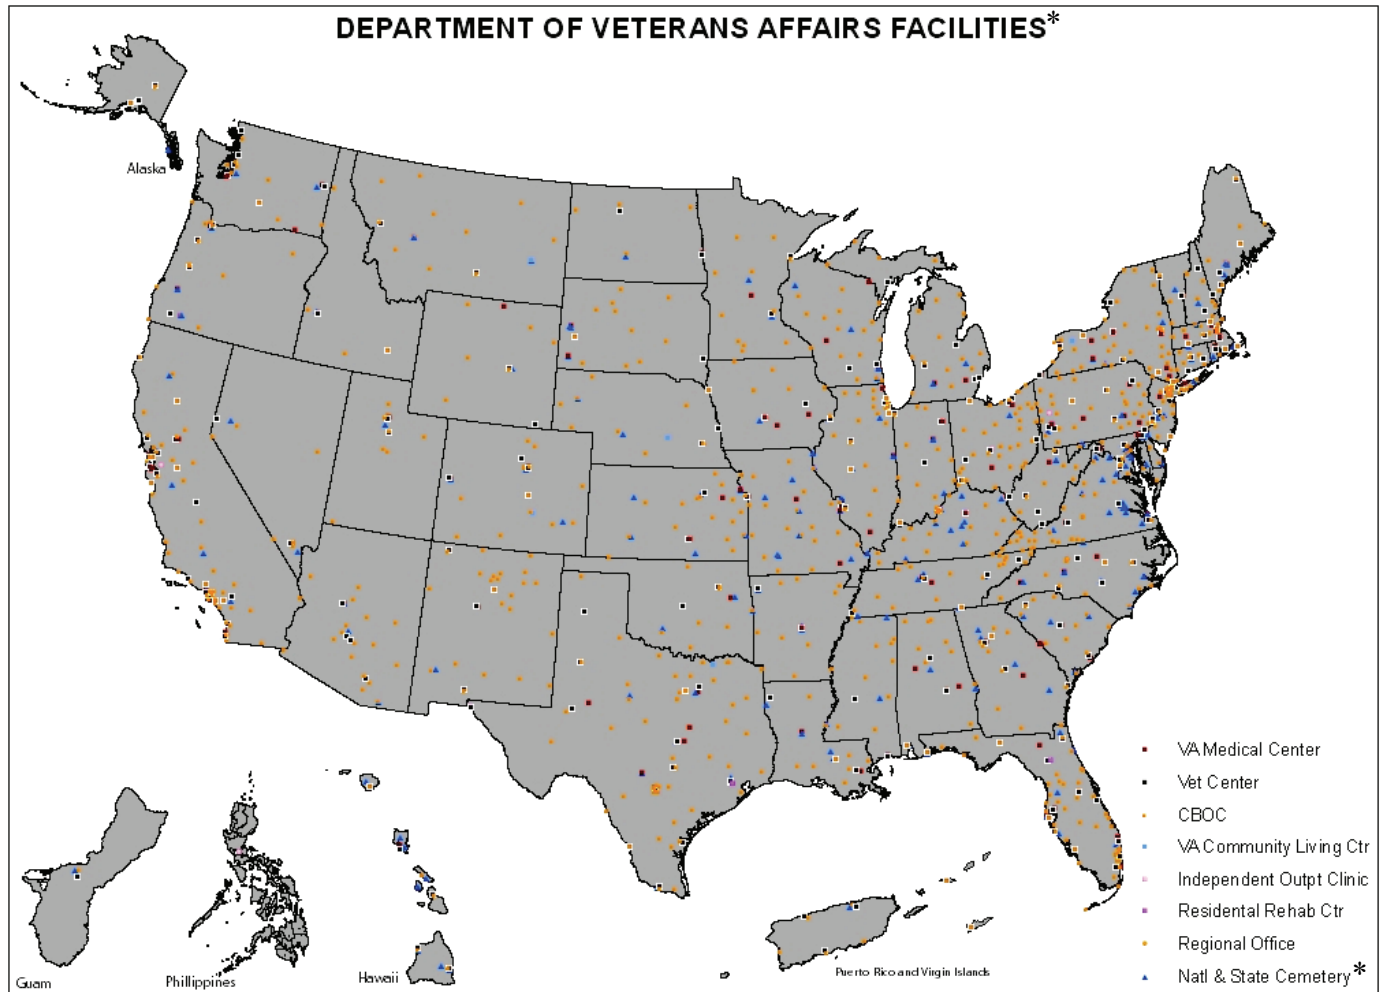 DEPARTMENT OF VETERANS AFFAIRS FACILITIES*
Alaska
VA Medical Center
Vet Center
CBOC
VA Community Living Ctr
Independent Outpt Clinic
Residental Rehab Ctr
Regional Office
Natl & State Cemetery*
Guam
Phillippines
Hawaii
Puerto Rico and Virgin Islands